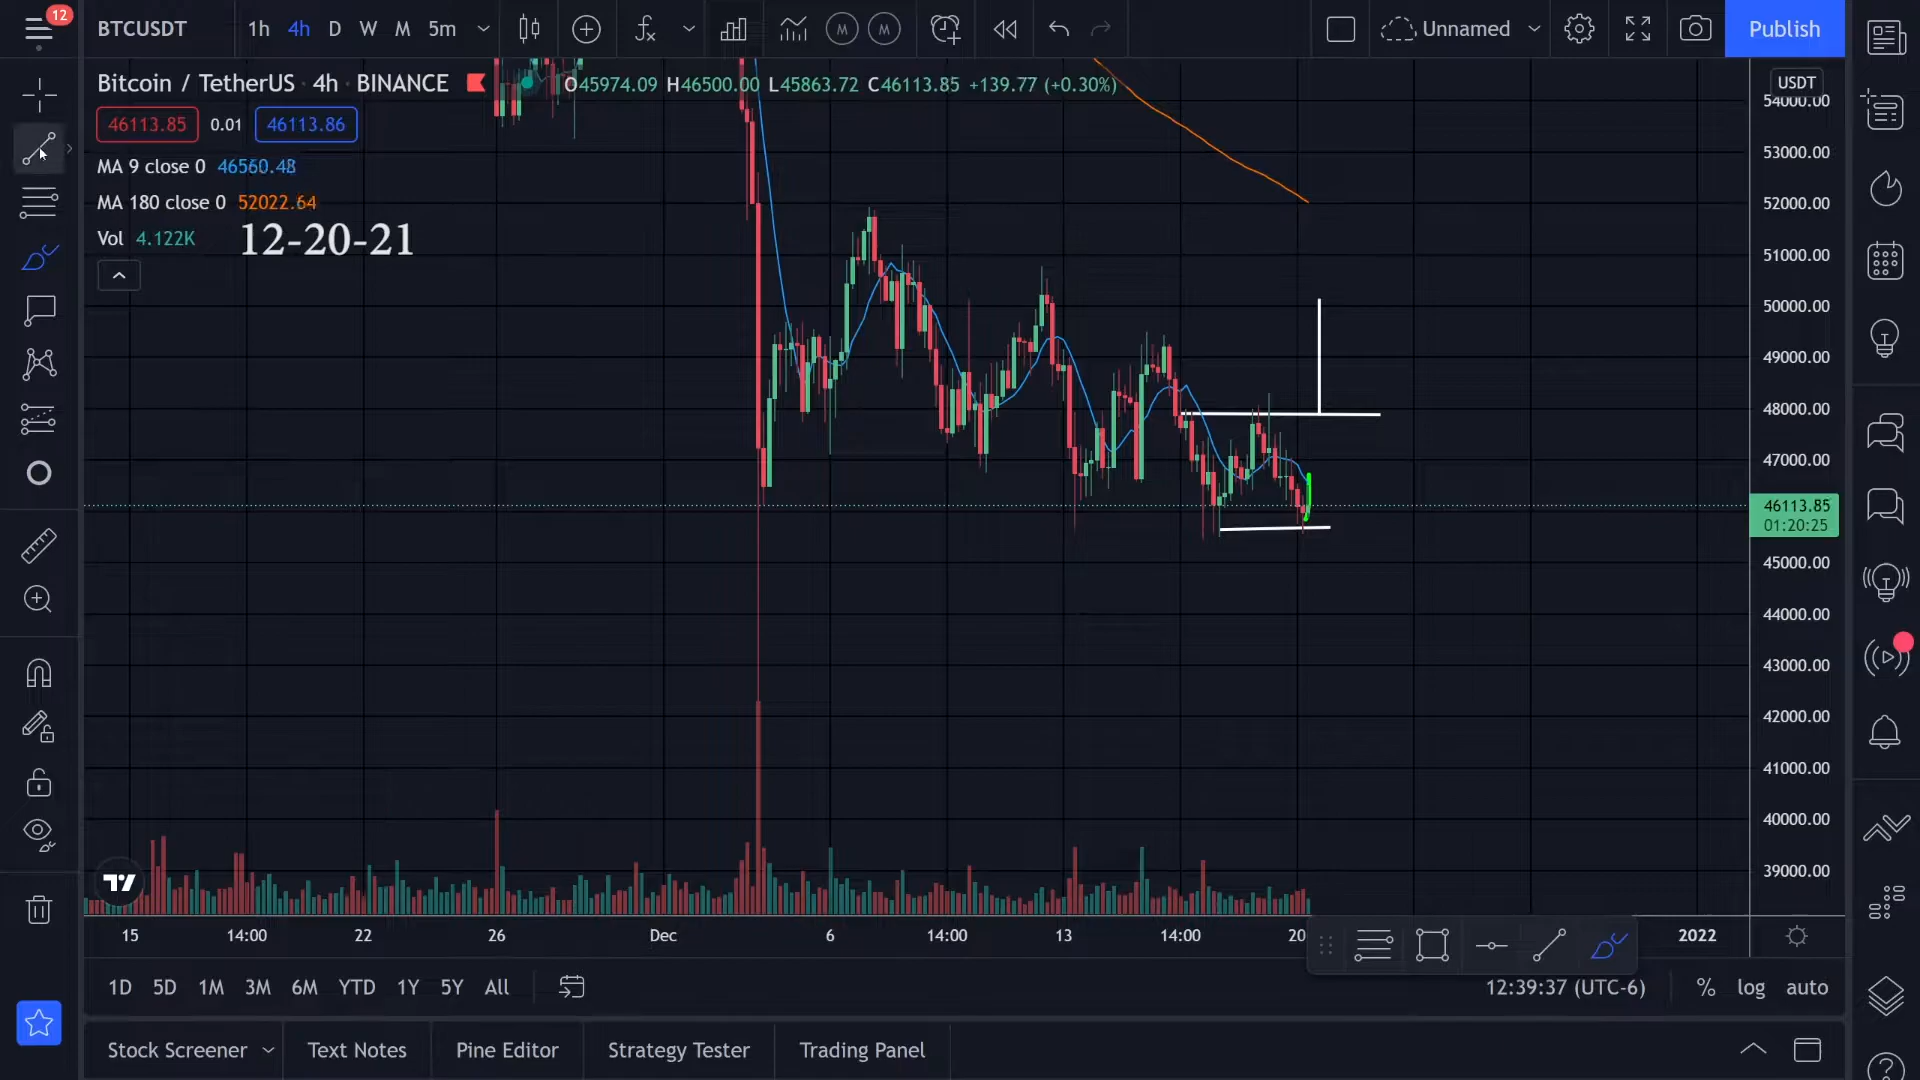 12
BTCUSDT
1h 4h D W M 5m
M M
Unnamed
Publish
Bitcoin / TetherUS · 4h · BINANCE
O45974.09 H46500.00 L45863.72 C46113.85 +139.77 (+0.30%)
46113.85 0.01 46113.86
MA 9 close 0 46560.48
MA 180 close 0 52022.64
Vol 4.122K
12-20-21
USDT
54000.00
53000.00
52000.00
51000.00
50000.00
49000.00
48000.00
47000.00
46113.85
01:20:25
45000.00
44000.00
43000.00
42000.00
41000.00
40000.00
39000.00
15 14:00 22 26 Dec 6 14:00 13 14:00 20 2022
1D 5D 1M 3M 6M YTD 1Y 5Y All
12:39:37 (UTC-6) % log auto
Stock Screener Text Notes Pine Editor Strategy Tester Trading Panel